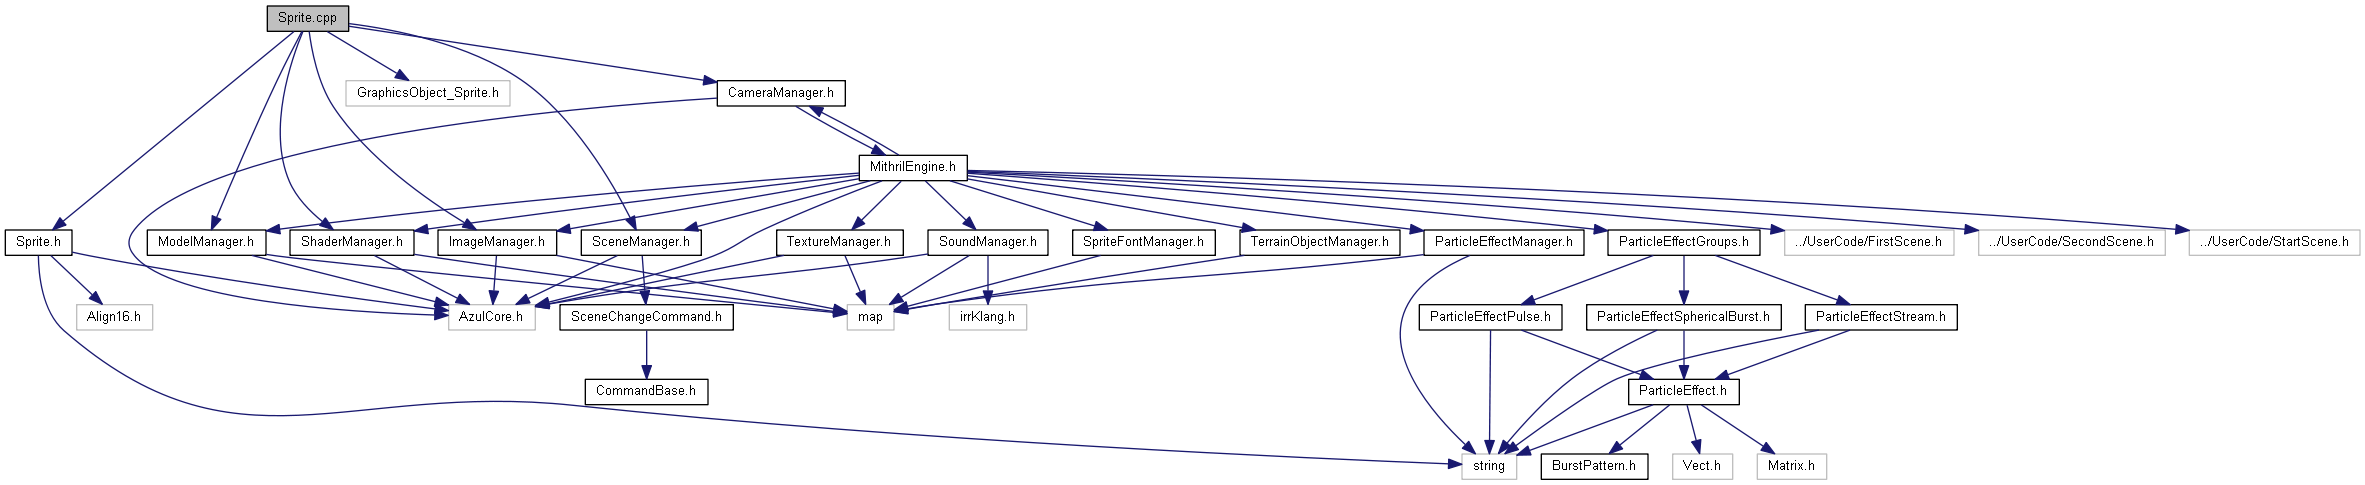 Sprite.cpp
GraphicsObject_Sprite.h
CameraManager.h
MithrilEngine.h
Sprite.h
ModelManager.h
ShaderManager.h
ImageManager.h
SceneManager.h
TextureManager.h
SoundManager.h
SpriteFontManager.h
TerrainObjectManager.h
ParticleEffectManager.h
ParticleEffectGroups.h
../UserCode/FirstScene.h
../UserCode/SecondScene.h
../UserCode/StartScene.h
Align16.h
AzulCore.h
SceneChangeCommand.h
map
irrKlang.h
ParticleEffectPulse.h
ParticleEffectSphericalBurst.h
ParticleEffectStream.h
CommandBase.h
ParticleEffect.h
string
BurstPattern.h
Vect.h
Matrix.h